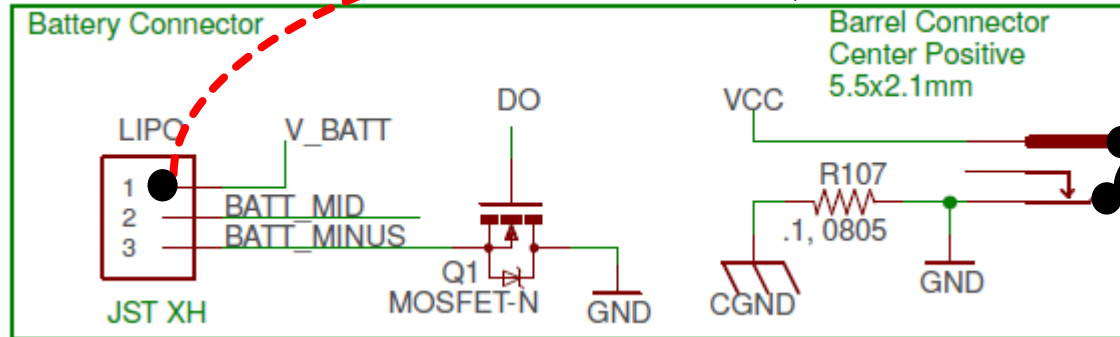 Battery Connector
Barrel Connector
Center Positive
5.5x2.1mm
DO
VCC
LIPO
V_BATT
1
2
3
BATT_MID
BATT_MINUS
R107
.1, 0805
Q1
MOSFET-N
GND
CGND
GND
JST XH